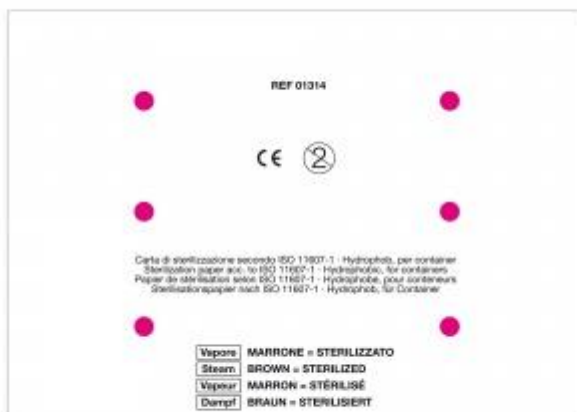 REF 01314
CE 2
Carta di sterilizzazione secondo ISO 11607-1 · Hydrophob, per container
Sterilization paper acc. to ISO 11607-1 · Hydrophobic, for containers
Papier de stérilisation selon ISO 11607-1 · Hydrophobe, pour conteneurs
Sterilisationspapier nach ISO 11607-1 · Hydrophob, für Container
Vapore MARRONE = STERILIZZATO
Steam BROWN = STERILIZED
Vapeur MARRON = STÉRILISÉ
Dampf BRAUN = STERILISIERT